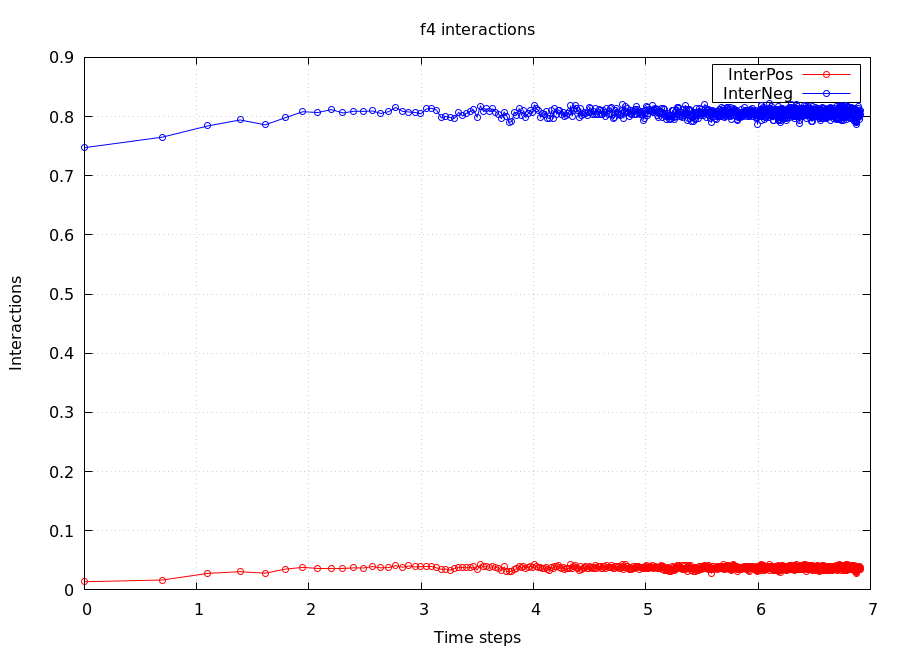 f4 interactions
InterPos
InterNeg
0.9
0.8
0.7
0.6
0.5
0.4
0.3
0.2
0.1
0
Interactions
0 1 2 3 4 5 6 7
Time steps